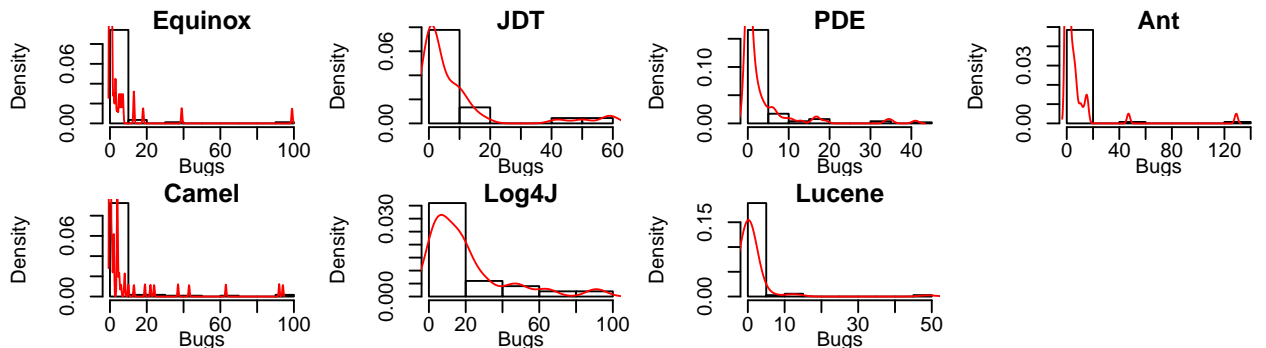 Equinox
JDT
PDE
Ant
Density
0.00
0.06
0 20 60 100
Bugs
Density
0.00
0.06
0 20 40 60
Bugs
Density
0.00
0.10
0 10 20 30 40
Bugs
Density
0.00
0.03
0 40 80 120
Bugs
Camel
Log4J
Lucene
Density
0.00
0.06
0 20 60 100
Bugs
Density
0.000
0.030
0 20 60 100
Bugs
Density
0.00
0.15
0 10 30 50
Bugs